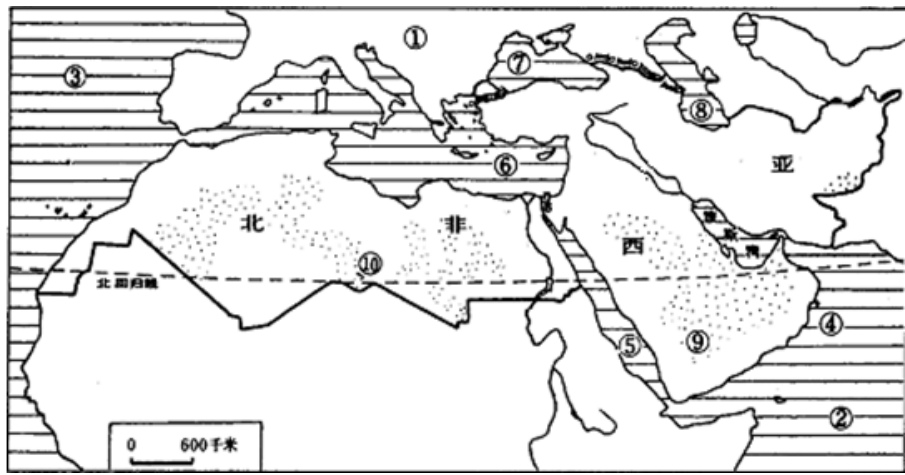 ①
③
⑦
⑧
⑥
亚
北
非
西
波
斯
湾
⑩
北回归线
④
⑤
⑨
②
0 600千米